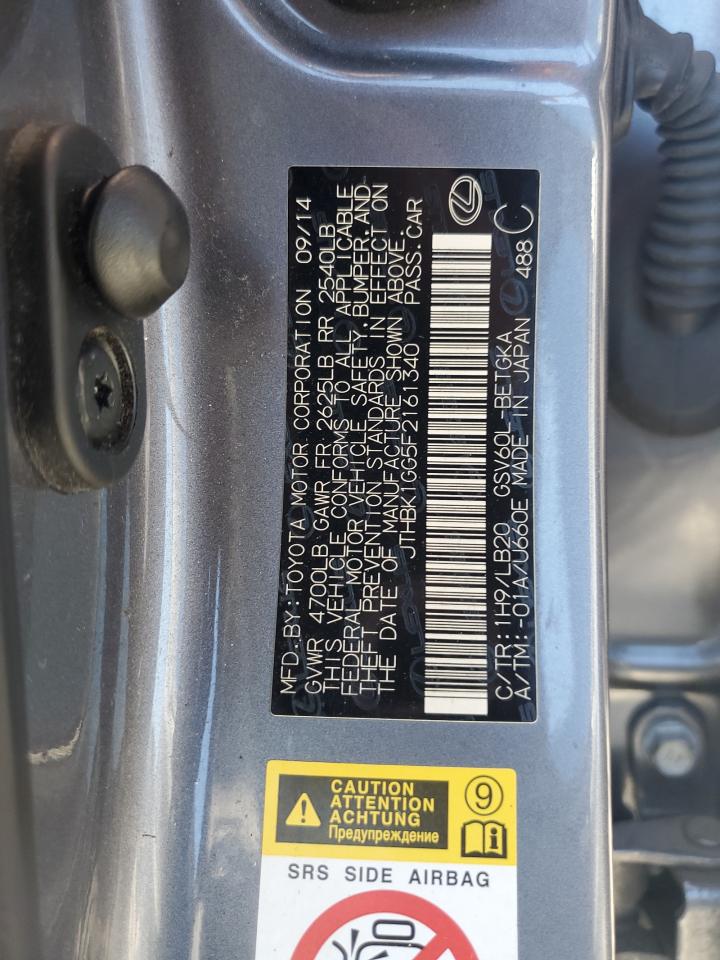 MFD. BY: TOYOTA MOTOR CORPORATION 09/14
GVWR 4700LB GAWR FR 2625LB RR 2540LB
THIS VEHICLE CONFORMS TO ALL APPLICABLE
FEDERAL MOTOR VEHICLE SAFETY, BUMPER, AND
THEFT PREVENTION STANDARDS IN EFFECT ON
THE DATE OF MANUFACTURE SHOWN ABOVE.
JTHBK1GG5F2161340 PASS. CAR
C/TR: 1H9/LB20 GSV60L-BETGKA
A/TM: -01A/U660E MADE IN JAPAN 488 C
CAUTION
ATTENTION
ACHTUNG
Предупреждение
9
SRS SIDE AIRBAG